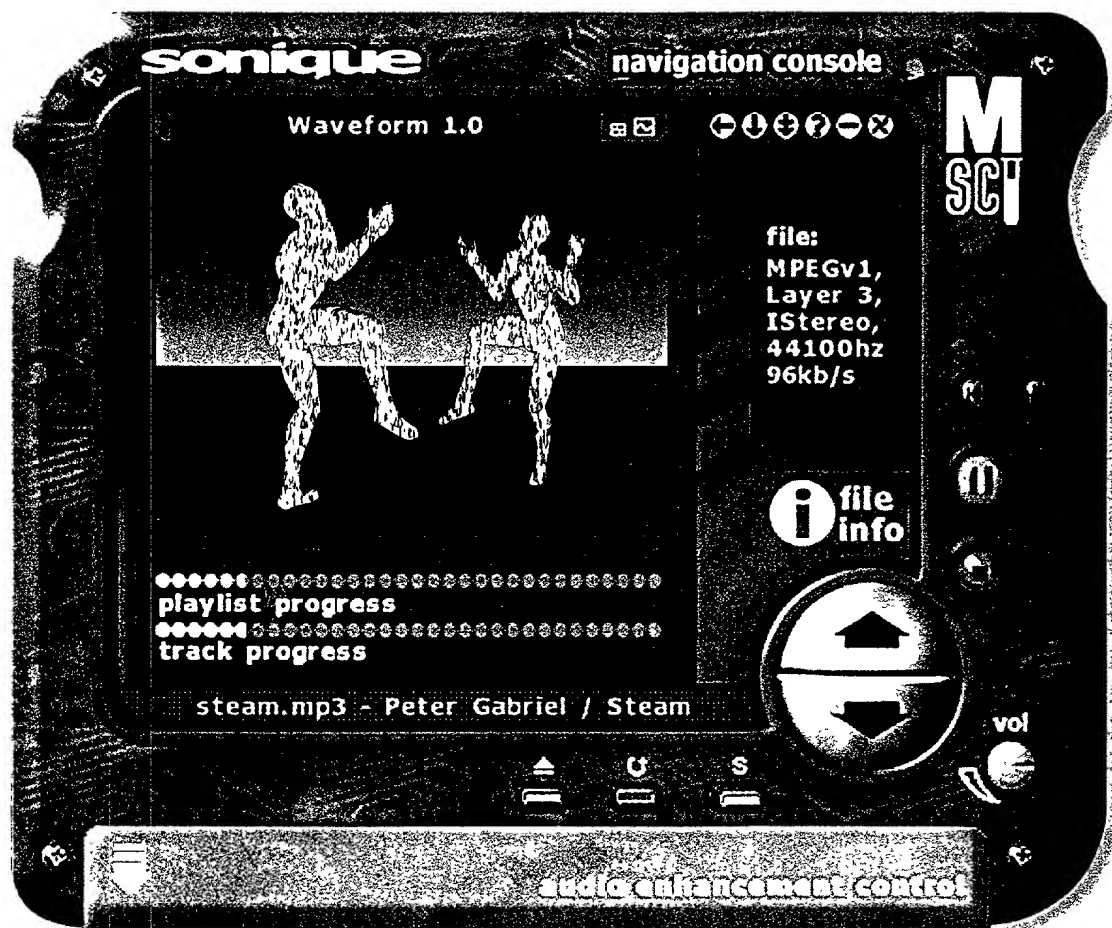 sonique
navigation console
Waveform 1.0
M
SCI
file:
MPEGv1,
Layer 3,
IStereo,
44100hz
96kb/s
i file
info
playlist progress
track progress
steam.mp3 - Peter Gabriel / Steam
vol
S
audio enhancement control